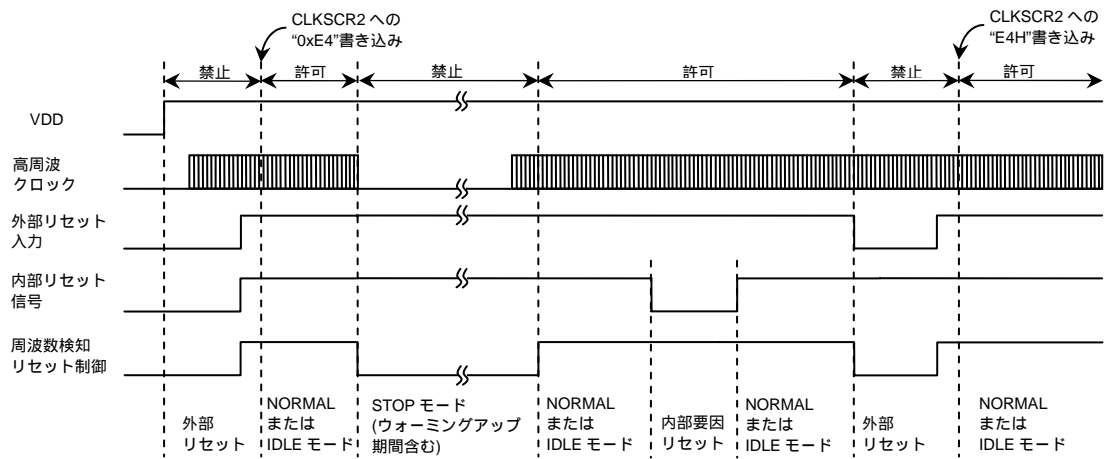 CLKSCR2 への
“0xE4”書き込み
CLKSCR2 への
“E4H”書き込み
禁止
許可
禁止
許可
禁止
許可
VDD
高周波
クロック
外部リセット
入力
内部リセット
信号
周波数検知
リセット制御
外部
リセット
NORMAL
または
IDLE モード
STOP モード
(ウォーミングアップ
期間含む)
NORMAL
または
IDLE モード
内部要因
リセット
NORMAL
または
IDLE モード
外部
リセット
NORMAL
または
IDLE モード